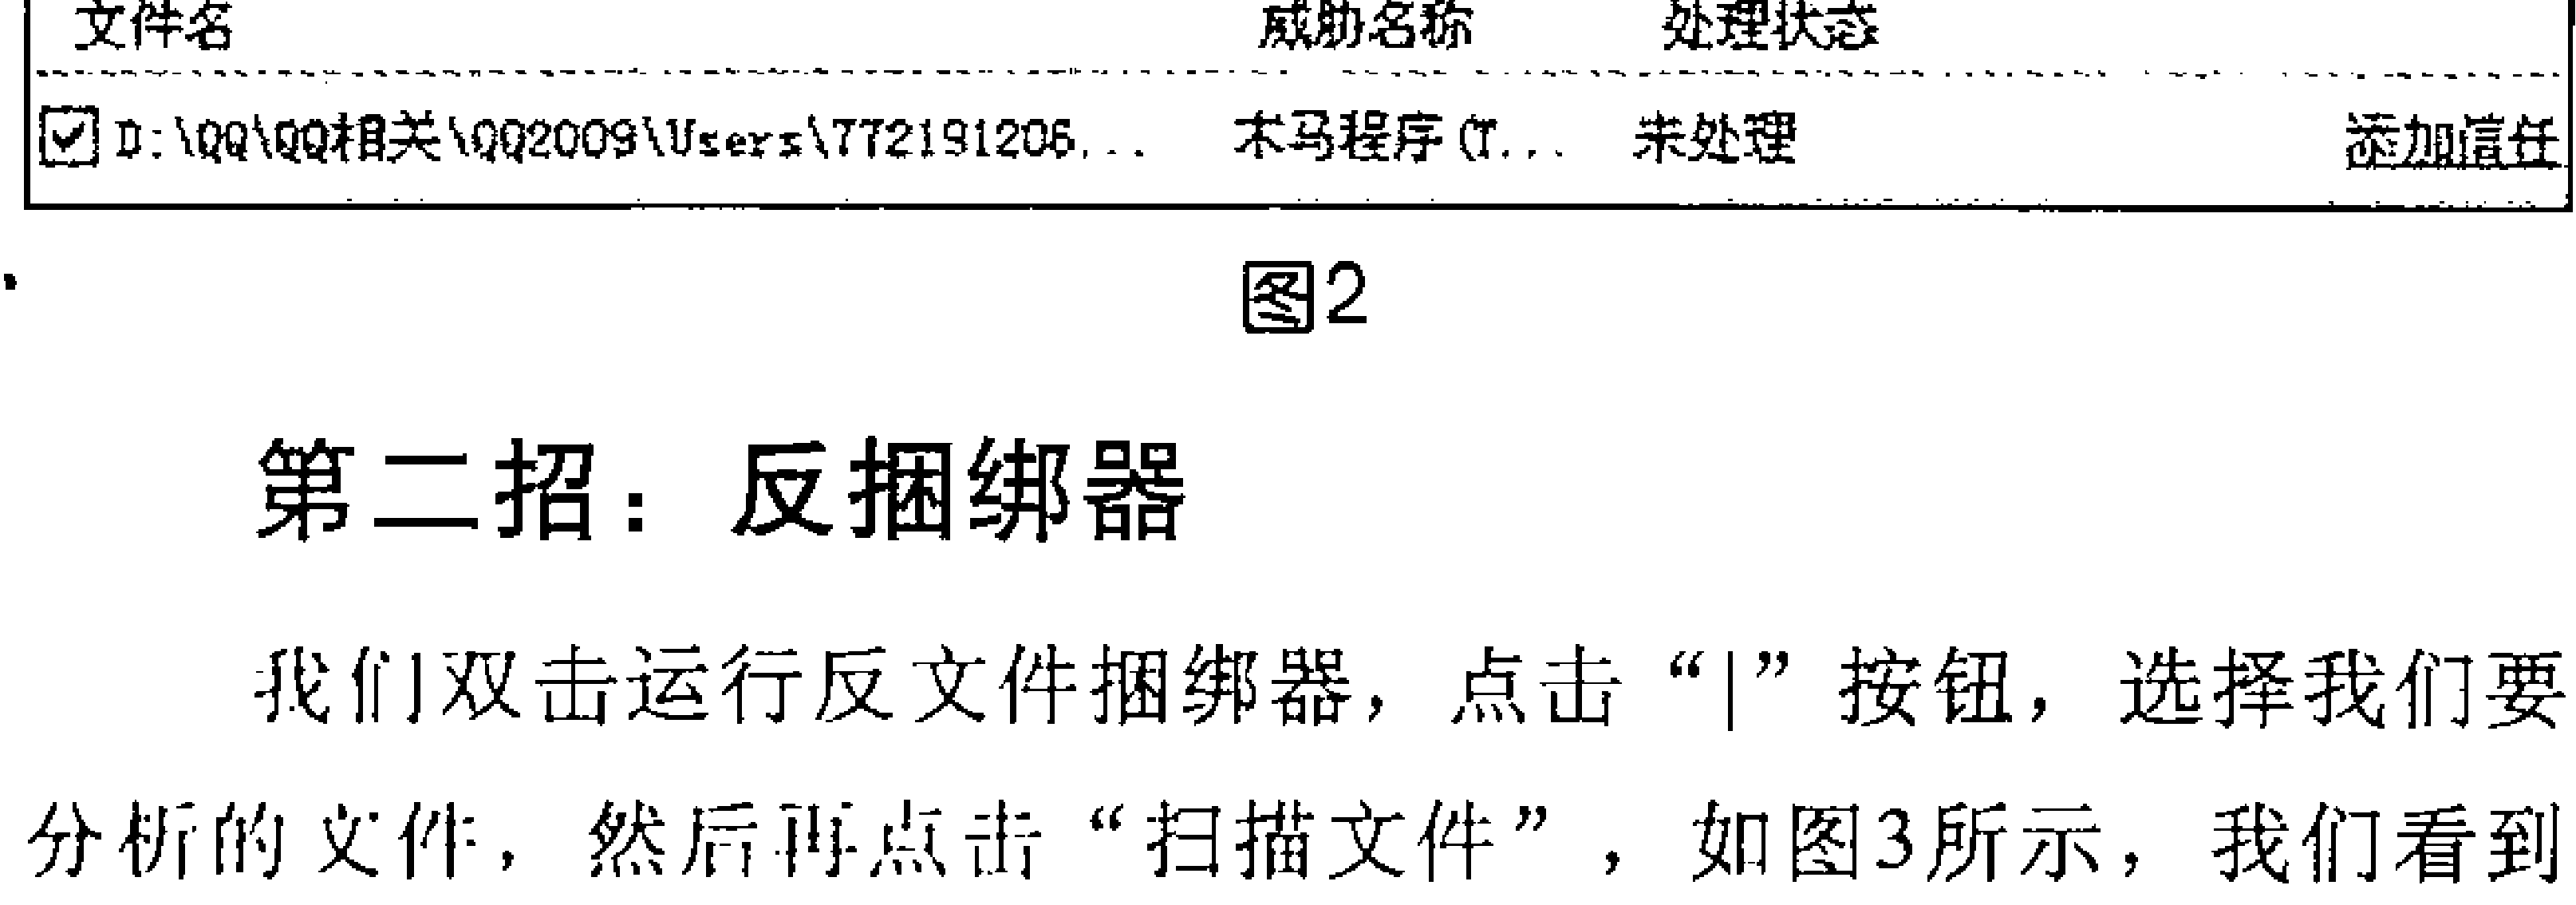 文件名 威胁名称 处理状态
D:\QQ\QQ相关\QQ2009\Users\772191206... 木马程序(T... 未处理 添加信任
图2
第二招：反捆绑器
我们双击运行反文件捆绑器，点击“|”按钮，选择我们要
分析的文件，然后再点击“扫描文件”，如图3所示，我们看到